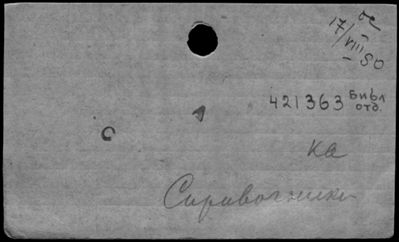 17/VIII 50
421363 Библ
отд.
ка
Справочники